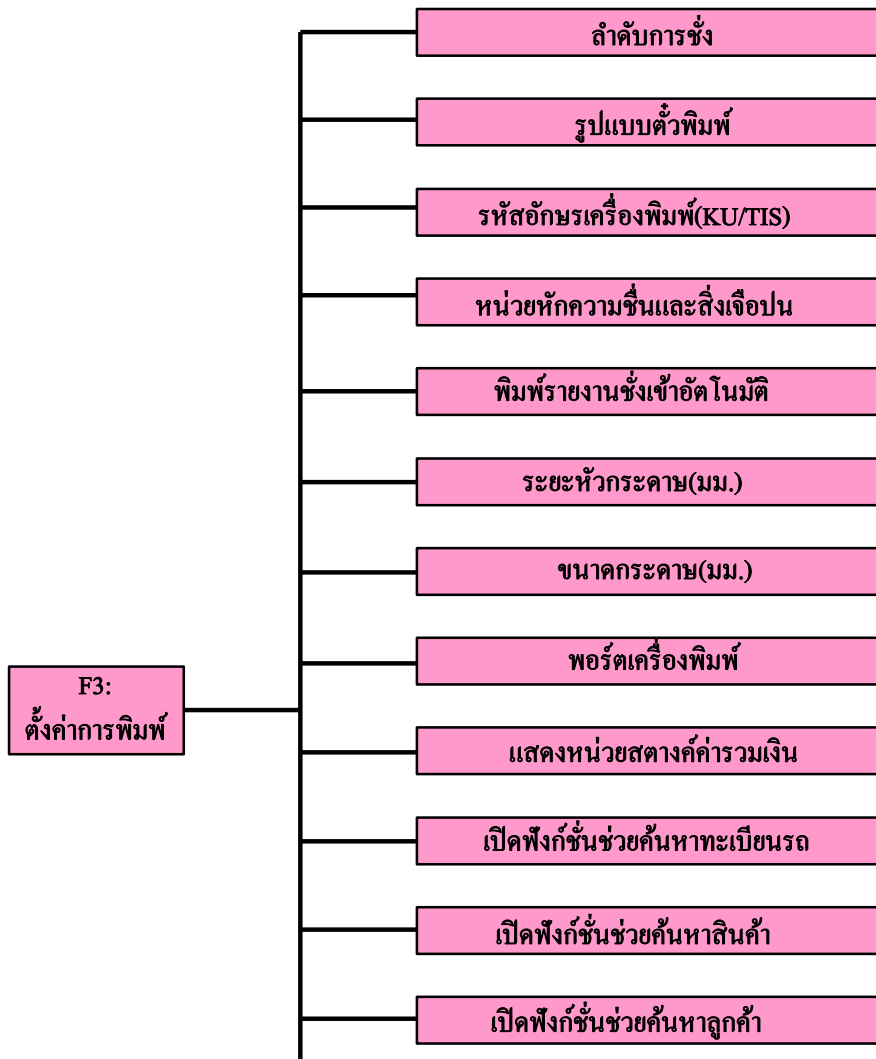 ลำดับการชั่ง
รูปแบบตั๋วพิมพ์
รหัสอักษรเครื่องพิมพ์(KU/TIS)
หน่วยหักความชื่นและสิ่งเจือปน
พิมพ์รายงานชั่งเข้าอัตโนมัติ
ระยะหัวกระดาษ(มม.)
ขนาดกระดาษ(มม.)
พอร์ตเครื่องพิมพ์
F3:
ตั้งค่าการพิมพ์
แสดงหน่วยสตางค์ค่ารวมเงิน
เปิดฟังก์ชั่นช่วยค้นหาทะเบียนรถ
เปิดฟังก์ชั่นช่วยค้นหาสินค้า
เปิดฟังก์ชั่นช่วยค้นหาลูกค้า